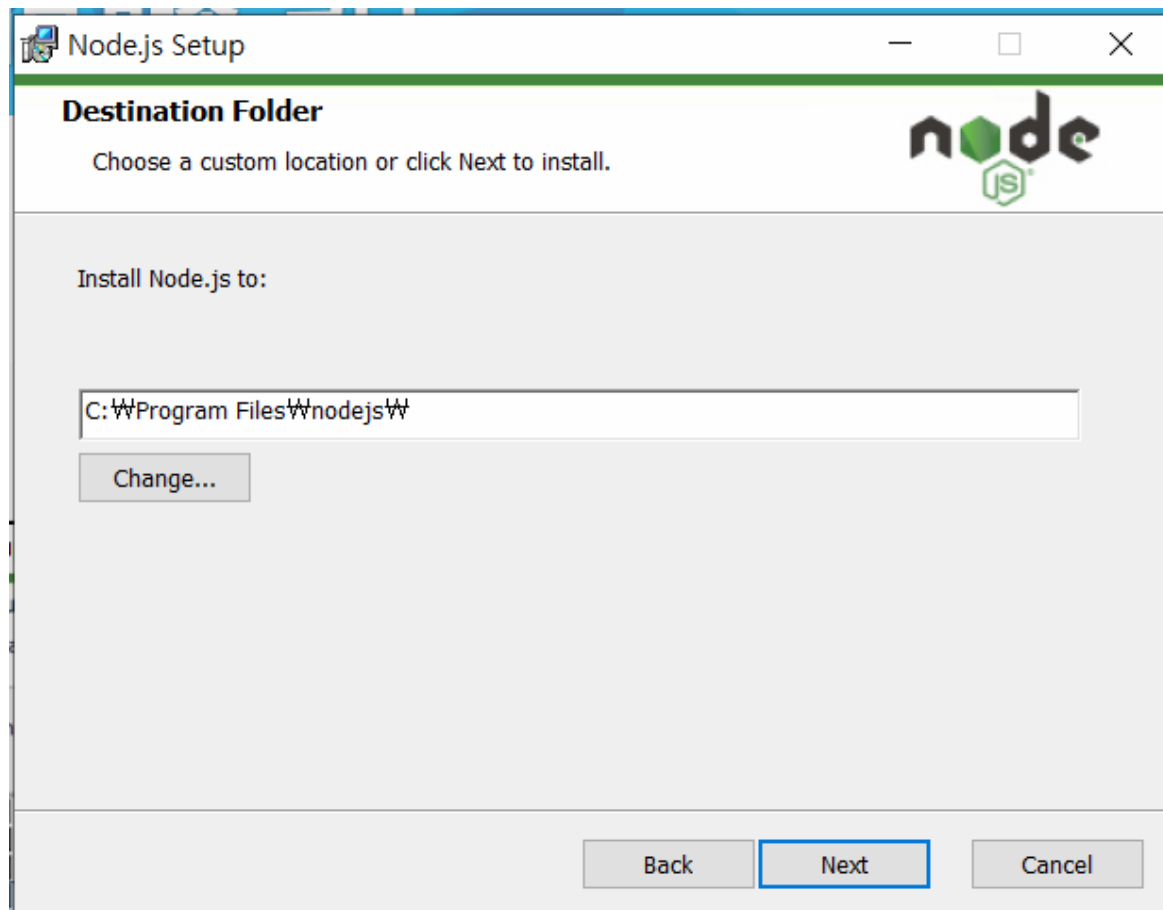 Node.js Setup
Destination Folder
Choose a custom location or click Next to install.
node
JS
Install Node.js to:
C:₩Program Files₩nodejs₩
Change...
Back
Next
Cancel